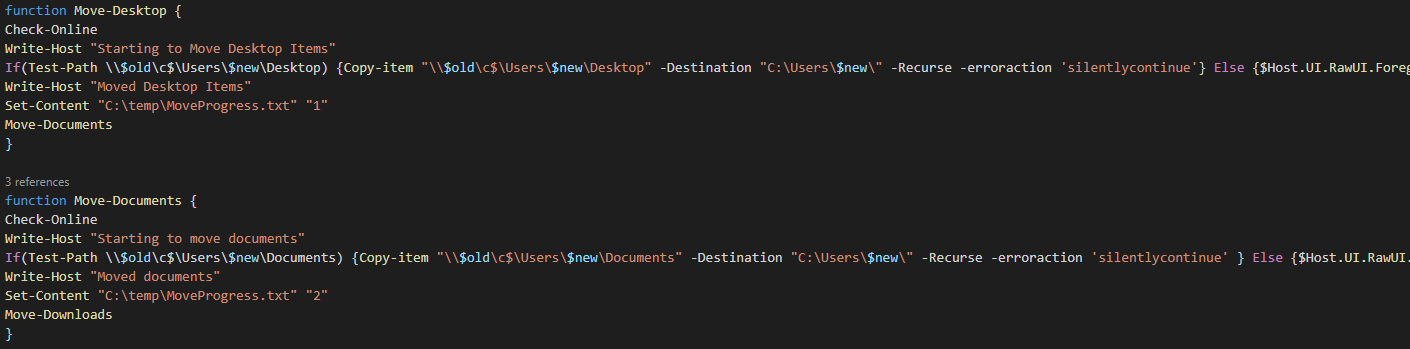 function Move-Desktop {
Check-Online
Write-Host "Starting to Move Desktop Items"
If(Test-Path \\$old\c$\Users\$new\Desktop) {Copy-item "\\$old\c$\Users\$new\Desktop" -Destination "C:\Users\$new\" -Recurse -erroraction 'silentlycontinue'} Else {$Host.UI.RawUI.Foreg
Write-Host "Moved Desktop Items"
Set-Content "C:\temp\MoveProgress.txt" "1"
Move-Documents
}
3 references
function Move-Documents {
Check-Online
Write-Host "Starting to move documents"
If(Test-Path \\$old\c$\Users\$new\Documents) {Copy-item "\\$old\c$\Users\$new\Documents" -Destination "C:\Users\$new\" -Recurse -erroraction 'silentlycontinue' } Else {$Host.UI.RawUI.
Write-Host "Moved documents"
Set-Content "C:\temp\MoveProgress.txt" "2"
Move-Downloads
}